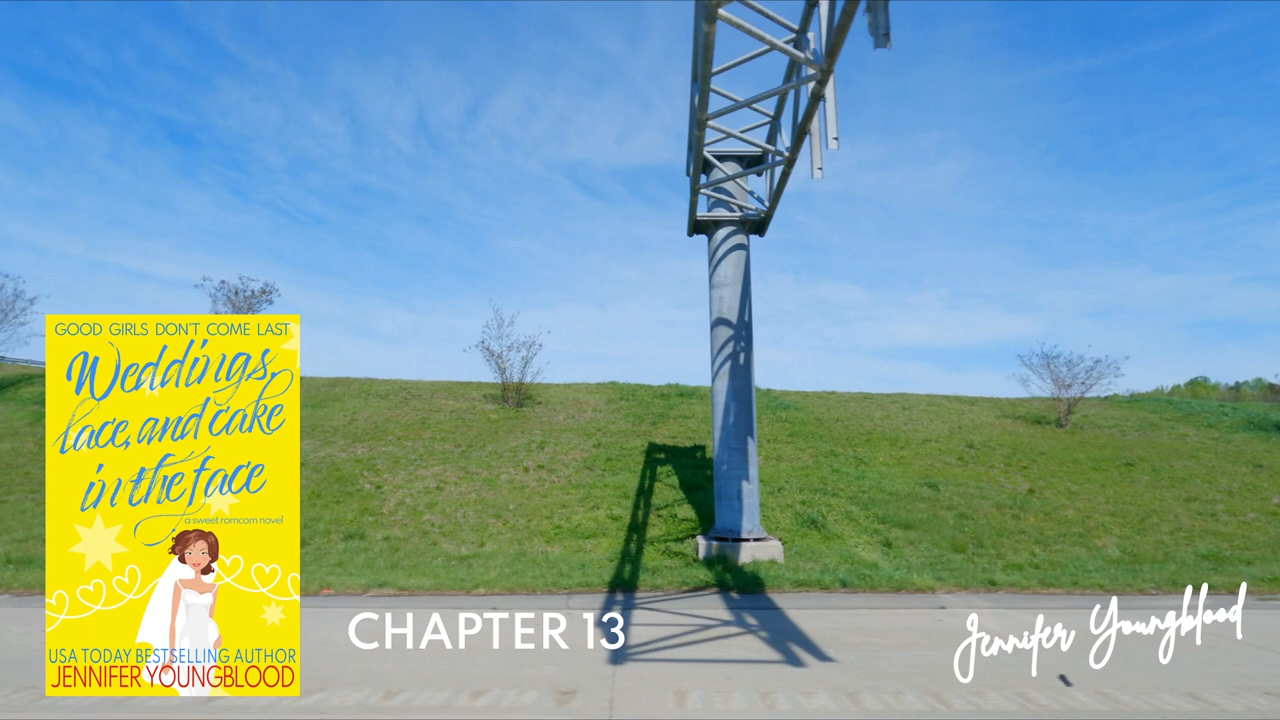 GOOD GIRLS DON'T COME LAST
Weddings,
lace, and cake
in the face
a sweet romcom novel
USA TODAY BESTSELLING AUTHOR
JENNIFER YOUNGBLOOD
CHAPTER 13
Jennifer Youngblood